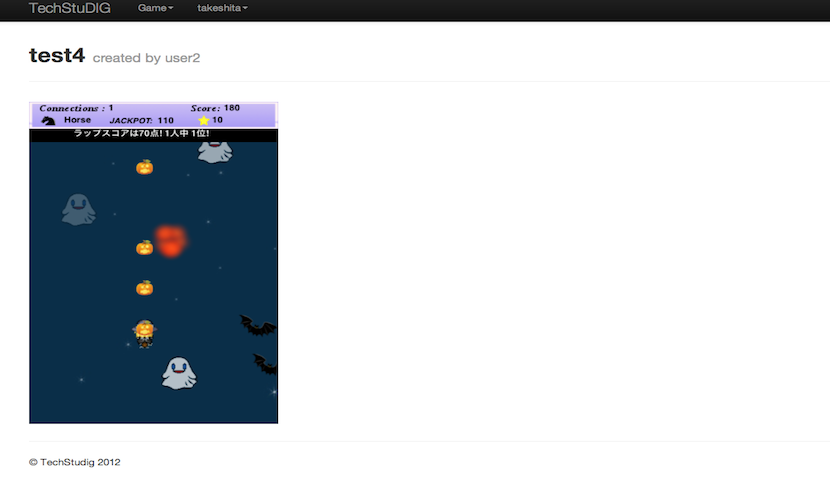 TechStuDIG Game takeshita
test4 created by user2
Connections : 1 Score: 180
Horse JACKPOT: 110 10
ラップスコアは70点! 1人中 1位!
© TechStudig 2012